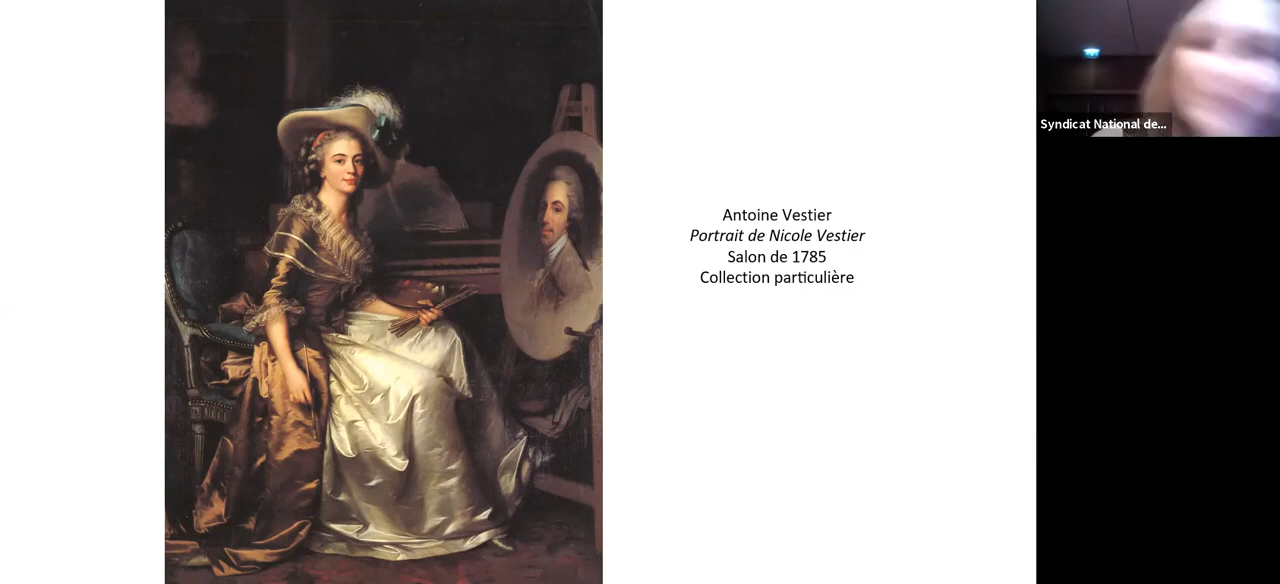 Antoine Vestier
Portrait de Nicole Vestier
Salon de 1785
Collection particulière
Syndicat National de...